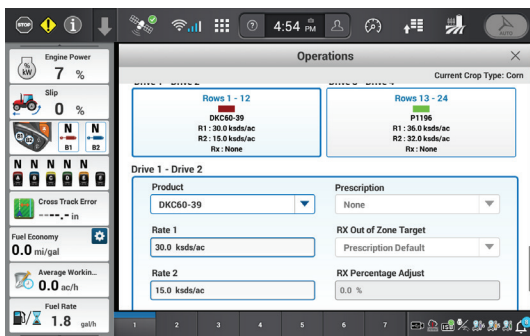 STOP
4:54 PM
AUTO
Engine Power
kW
7 %
Slip
0 %
N N
B1 B2
N N N N N
Cross Track Error
---.- in
Fuel Economy
0.0 mi/gal
Average Workin...
0.0 ac/h
Fuel Rate
1.8 gal/h
Operations
Current Crop Type: Corn
Rows 1 - 12
DKC60-39
R1 : 30.0 ksds/ac
R2 : 15.0 ksds/ac
Rx : None
Rows 13 - 24
P1196
R1 : 36.0 ksds/ac
R2 : 32.0 ksds/ac
Rx : None
Drive 1 - Drive 2
Product
DKC60-39
Prescription
None
Rate 1
30.0 ksds/ac
RX Out of Zone Target
Prescription Default
Rate 2
15.0 ksds/ac
RX Percentage Adjust
0.0 %
1 2 3 4 5 6 7